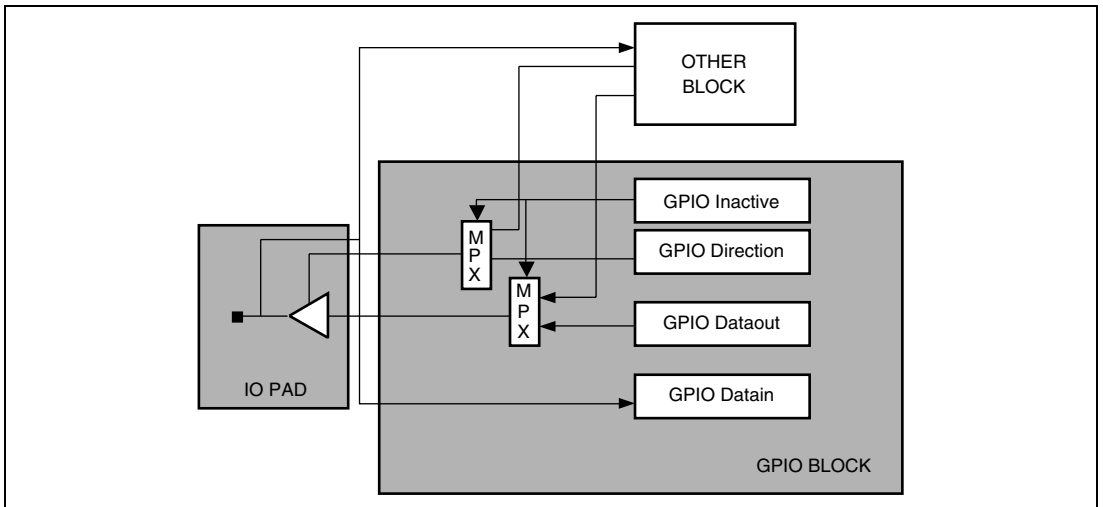 OTHER
BLOCK
GPIO Inactive
GPIO Direction
M
P
X
M
P
X
GPIO Dataout
IO PAD
GPIO Datain
GPIO BLOCK